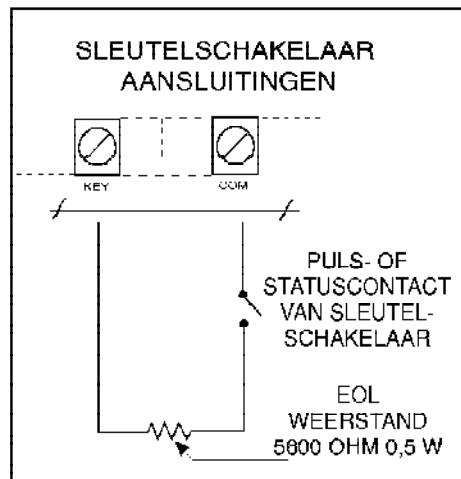 SLEUTELSCHAKELAAR
AANSLUITINGEN
KEY
COM
PULS- OF
STATUSCONTACT
VAN SLEUTEL-
SCHAKELAAR
EOL
WEERSTAND
5600 OHM 0,5 W